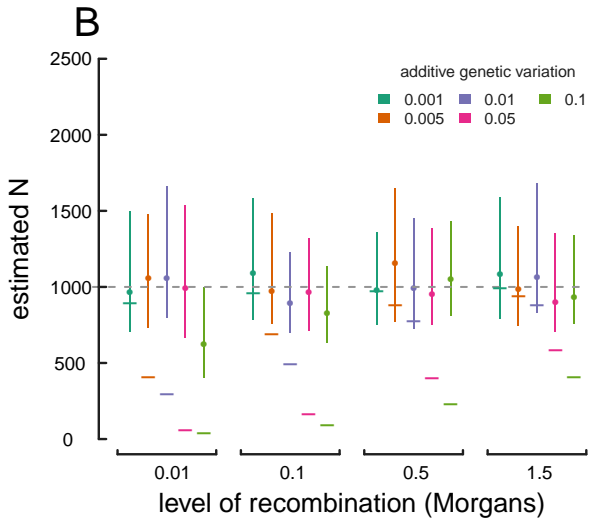 B
additive genetic variation
0.001 0.01 0.1
0.005 0.05
estimated N
2500
2000
1500
1000
500
0
0.01 0.1 0.5 1.5
level of recombination (Morgans)